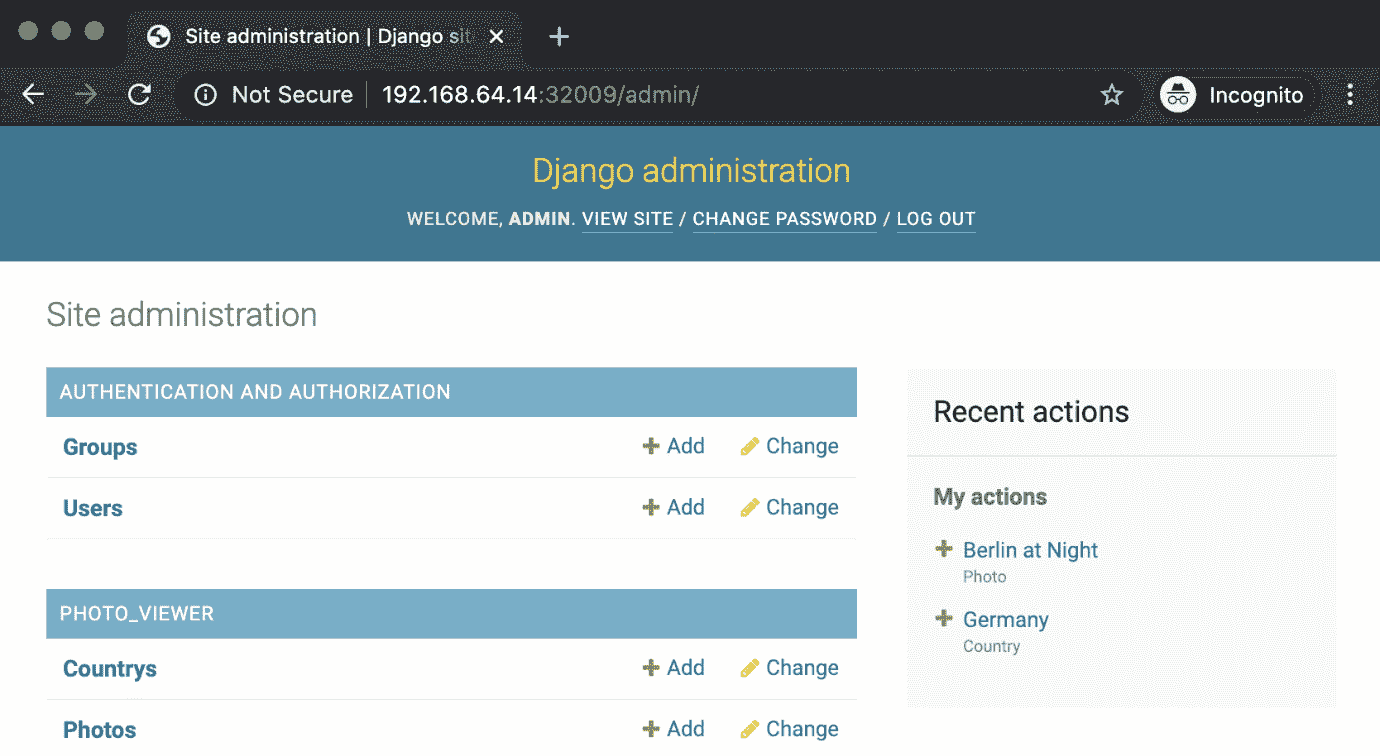 Site administration | Django sit
Not Secure 192.168.64.14:32009/admin/
Incognito
Django administration
WELCOME, ADMIN. VIEW SITE / CHANGE PASSWORD / LOG OUT
Site administration
AUTHENTICATION AND AUTHORIZATION
Groups Add Change
Users Add Change
PHOTO_VIEWER
Countrys Add Change
Photos Add Change
Recent actions
My actions
Berlin at Night
Photo
Germany
Country